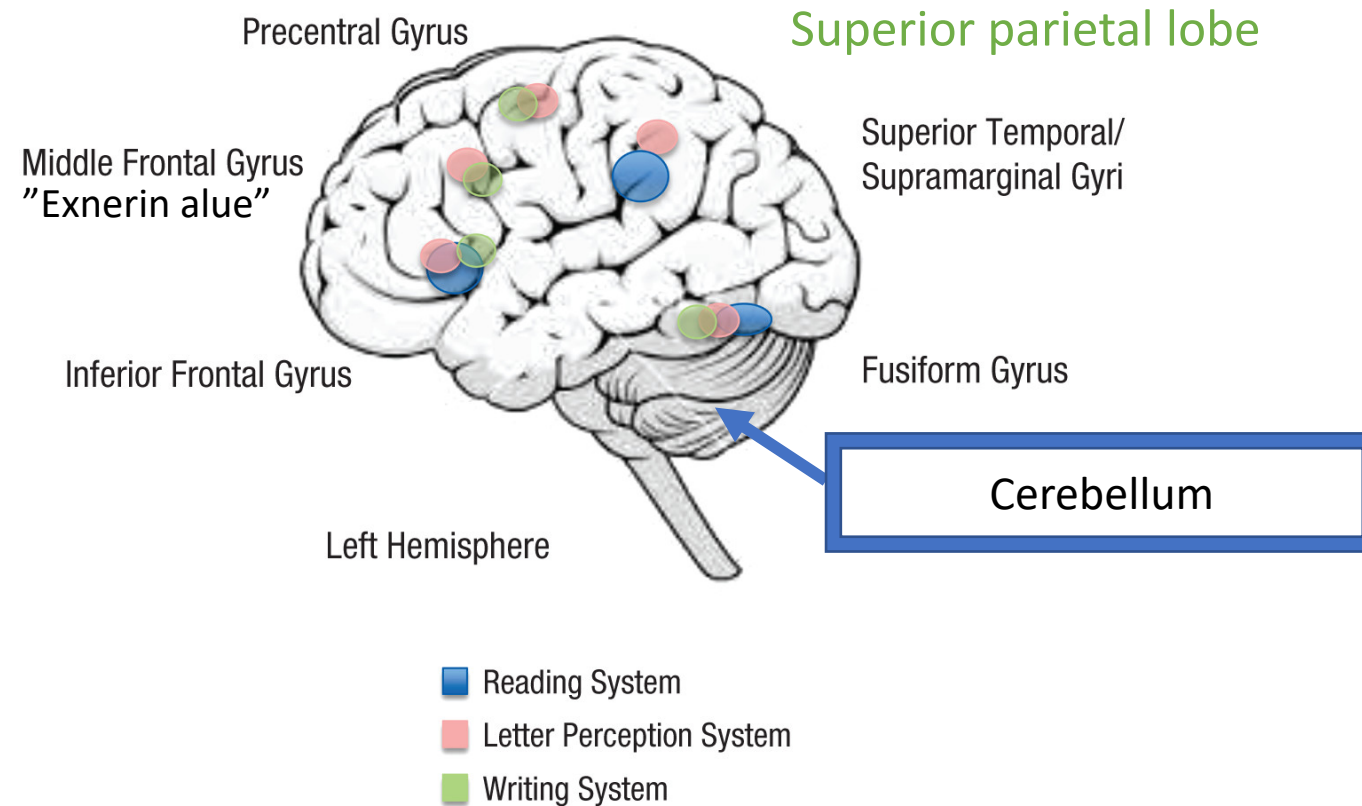 Precentral Gyrus
Superior parietal lobe
Middle Frontal Gyrus
”Exnerin alue”
Superior Temporal/
Supramarginal Gyri
Inferior Frontal Gyrus
Fusiform Gyrus
Cerebellum
Left Hemisphere
Reading System
Letter Perception System
Writing System